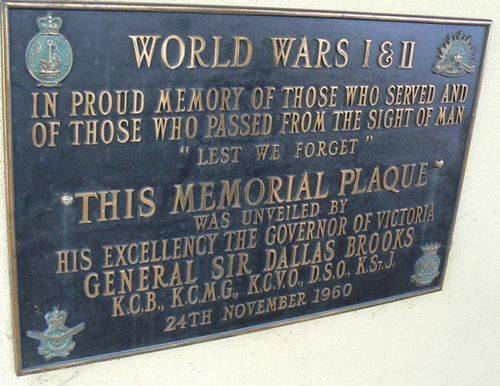 WORLD WARS I & II
IN PROUD MEMORY OF THOSE WHO SERVED AND
OF THOSE WHO PASSED FROM THE SIGHT OF MAN
"LEST WE FORGET"
THIS MEMORIAL PLAQUE
WAS UNVEILED BY
HIS EXCELLENCY THE GOVERNOR OF VICTORIA
GENERAL SIR DALLAS BROOKS
K.C.B., K.C.M.G., K.C.V.O., D.S.O., K.ST.J.
24TH NOVEMBER 1960